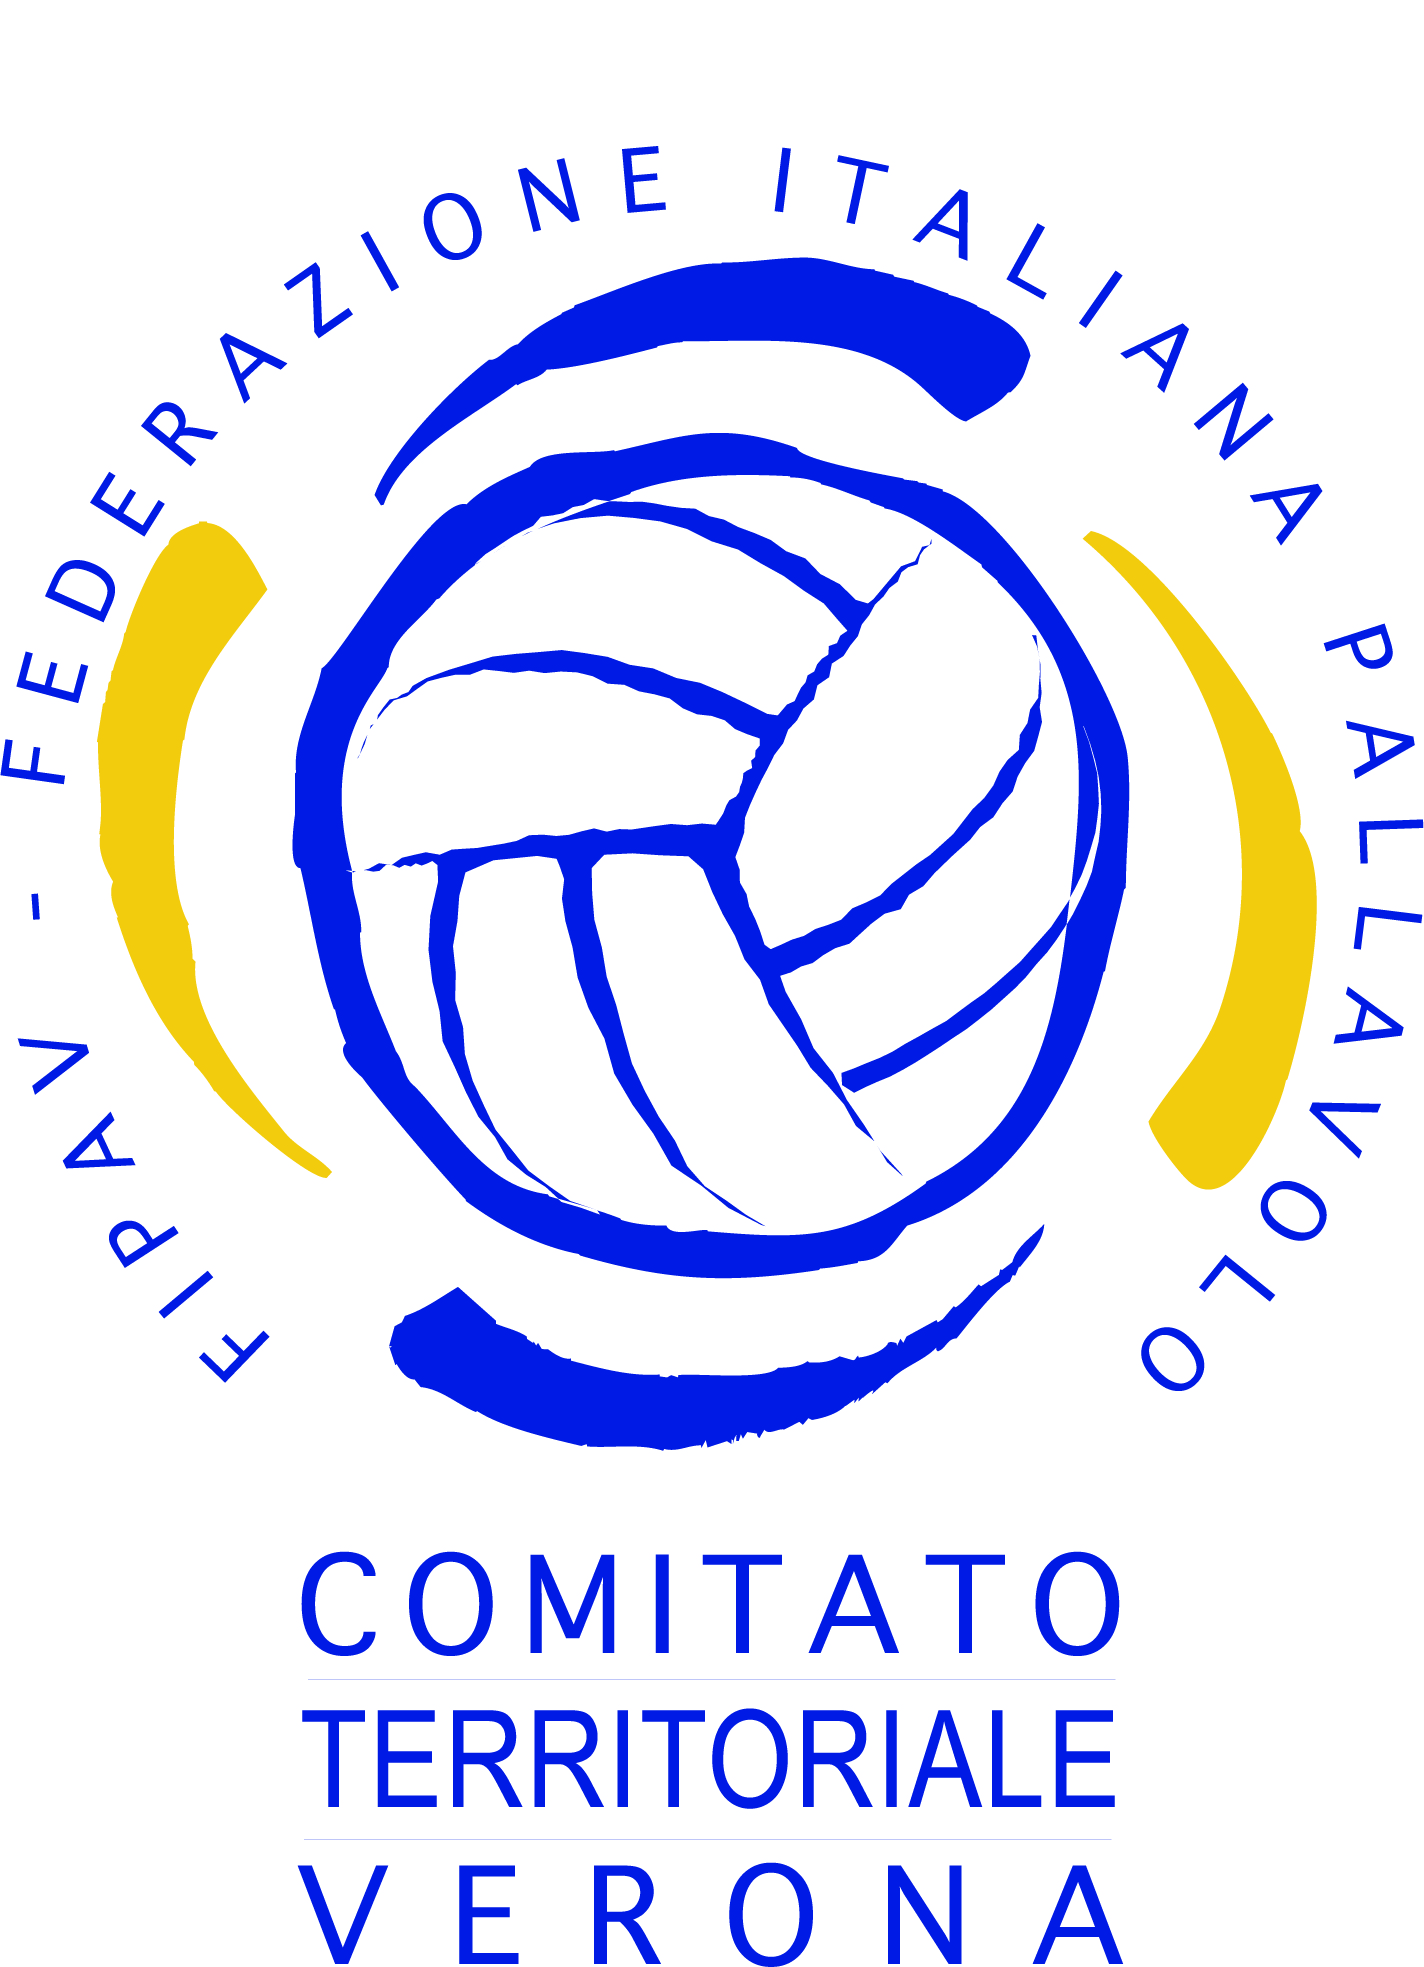 FIPAV - FEDERAZIONE ITALIANA PALLAVOLO
COMITATO
TERRITORIALE
VERONA